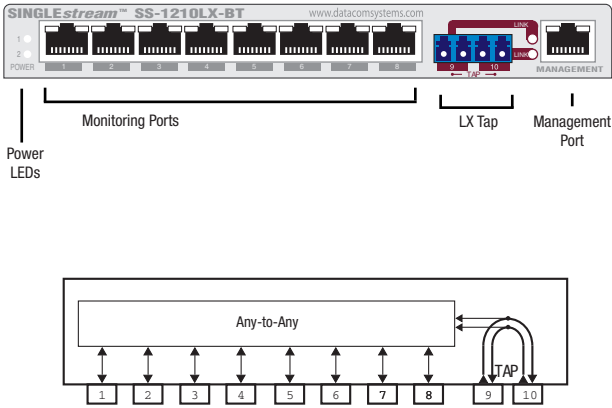 SINGLEstream™ SS-1210LX-BT www.datacomsystems.com
LINK
1
2
LINK
POWER 1 2 3 4 5 6 7 8 9 10 MANAGEMENT
TAP
Monitoring Ports
LX Tap
Management
Port
Power
LEDs
Any-to-Any
TAP
1 2 3 4 5 6 7 8 9 10